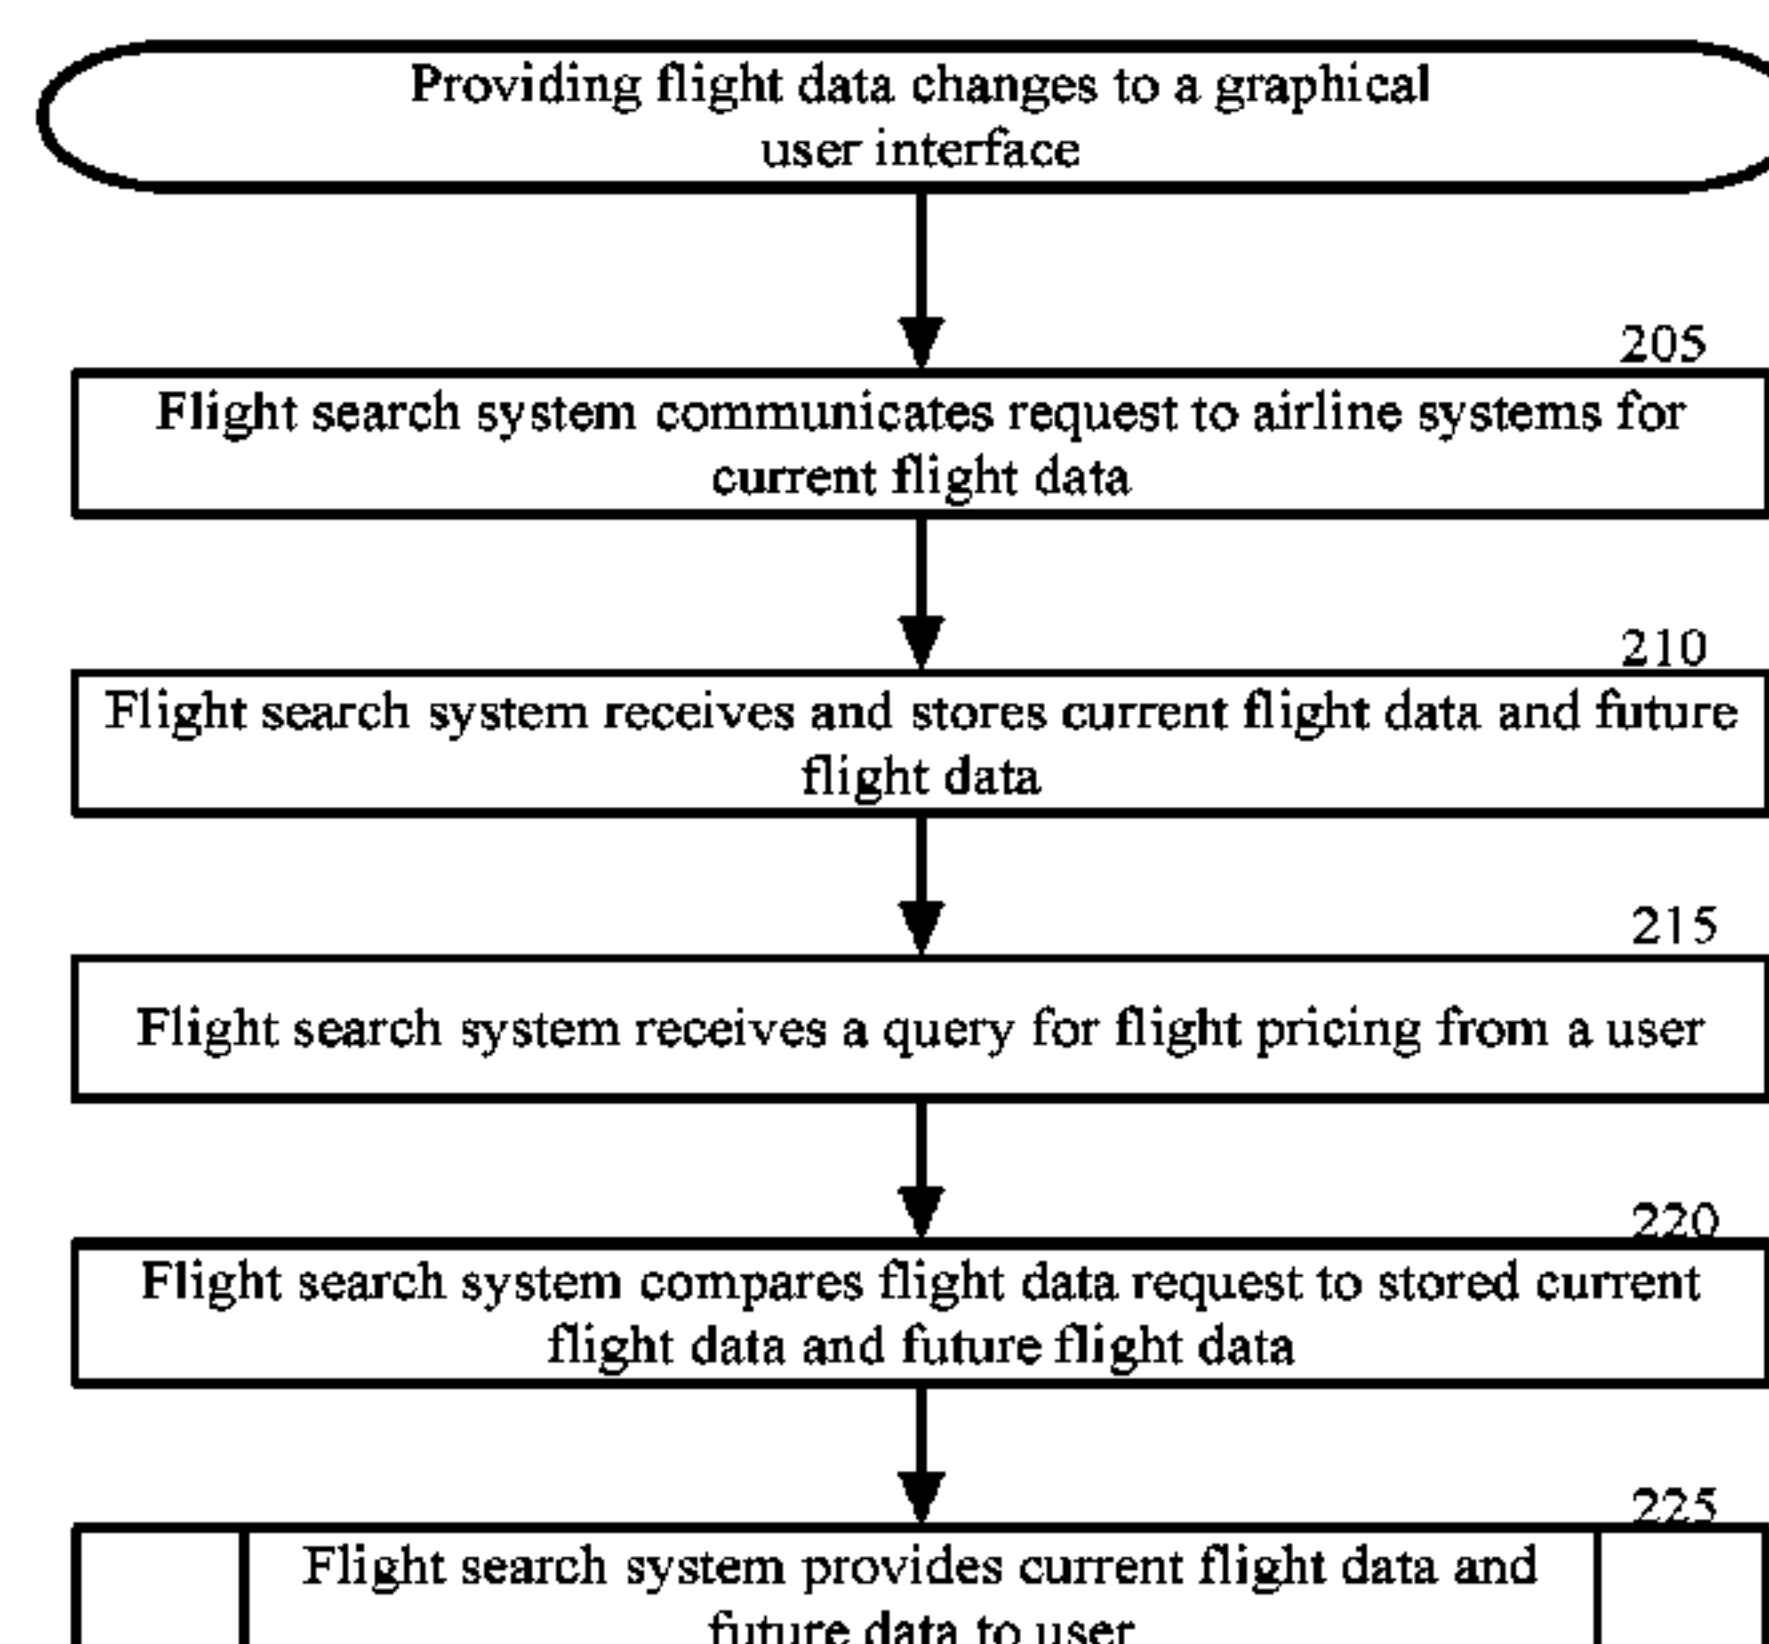 Providing flight data changes to a graphical
user interface
205
Flight search system communicates request to airline systems for
current flight data
210
Flight search system receives and stores current flight data and future
flight data
215
Flight search system receives a query for flight pricing from a user
220
Flight search system compares flight data request to stored current
flight data and future flight data
225
Flight search system provides current flight data and
future data to user